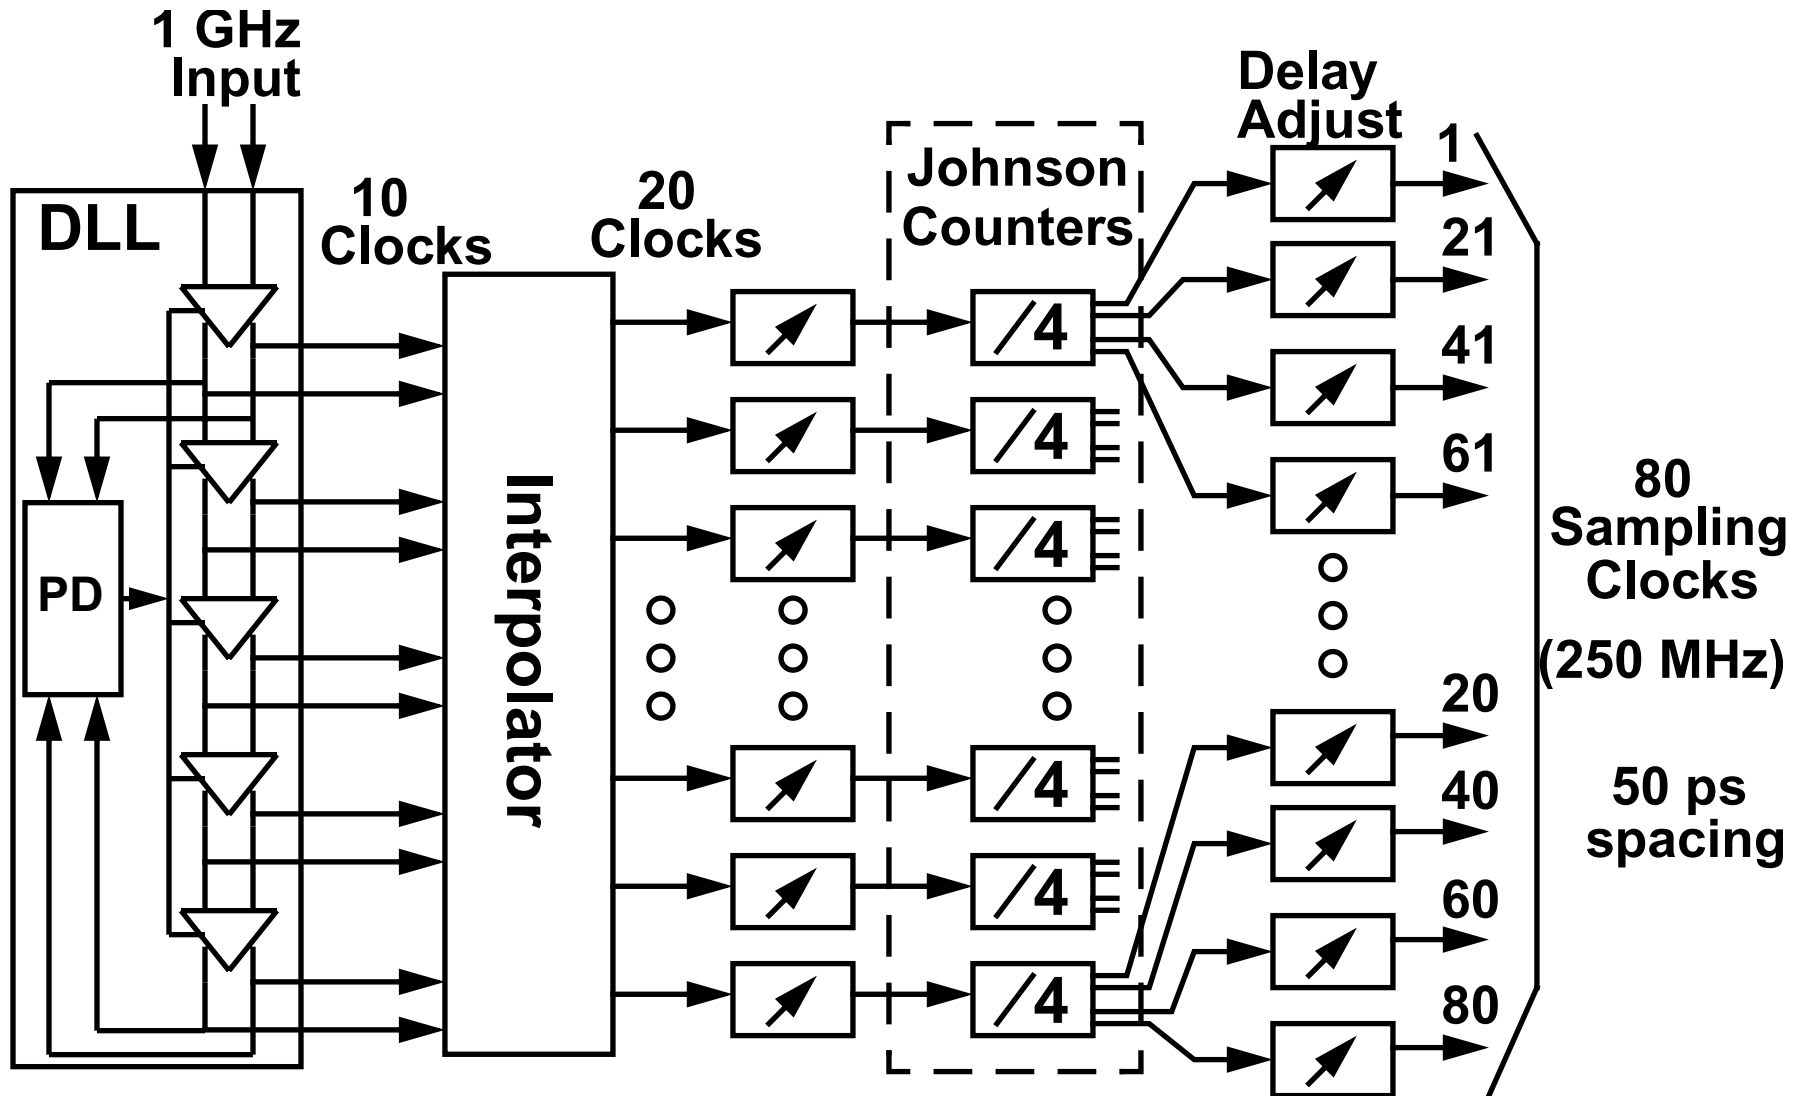 1 GHz
Input
DLL
PD
10
Clocks
Interpolator
20
Clocks
Johnson
Counters
/4
/4
/4
/4
/4
/4
Delay
Adjust
1
21
41
61
20
40
60
80
80
Sampling
Clocks
(250 MHz)
50 ps
spacing